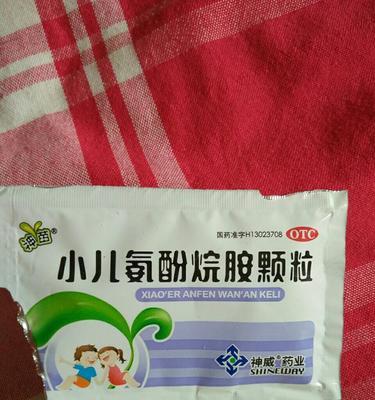 神苗®
国药准字H13023708 OTC
小儿氨酚烷胺颗粒
XIAO'ER ANFEN WAN'AN KELI
神威®药业
SHINEWAY